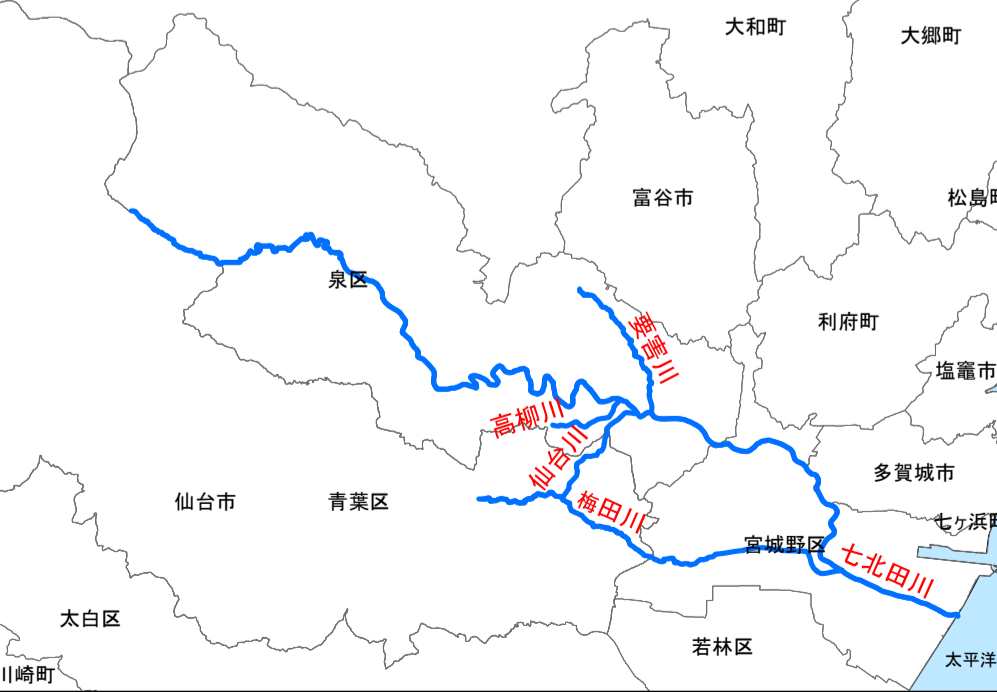 大和町
大郷町
富谷市
松島町
泉区
利府町
要害川
塩竈市
高柳川
仙台川
多賀城市
仙台市
青葉区
梅田川
七ヶ浜町
宮城野区
七北田川
太白区
若林区
太平洋
川崎町